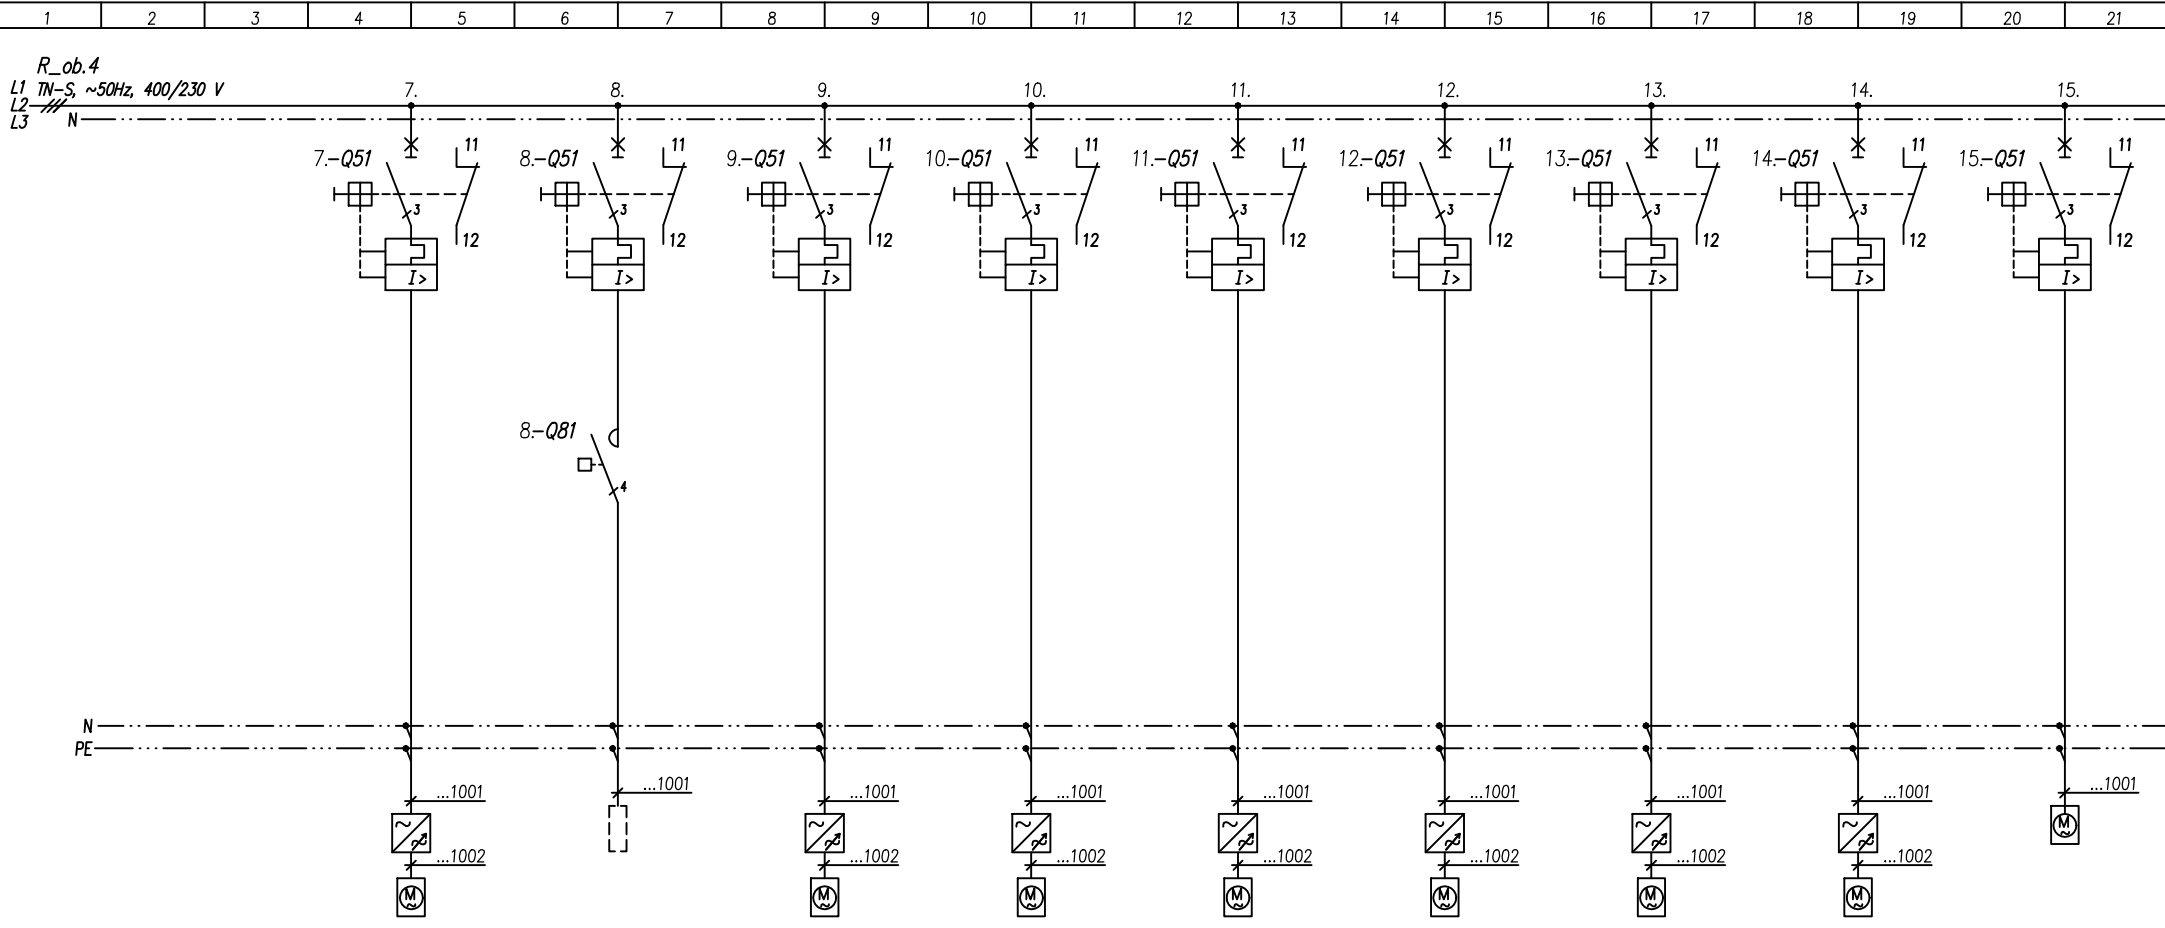 1 2 3 4 5 6 7 8 9 10 11 12 13 14 15 16 17 18 19 20 21
R_ob.4
L1 TN-S, ~50Hz, 400/230 V 7. 8. 9. 10. 11. 12. 13. 14. 15.
L2
L3 N
11 11 11 11 11 11 11 11 11
7.-Q51 8.-Q51 9.-Q51 10.-Q51 11.-Q51 12.-Q51 13.-Q51 14.-Q51 15.-Q51
3 3 3 3 3 3 3 3 3
12 12 12 12 12 12 12 12 12
I> I> I> I> I> I> I> I> I>
8.-Q81
4
N
PE
...1001 ...1001 ...1001 ...1001 ...1001 ...1001 ...1001 ...1001 ...1001
~ ~ ~ ~ ~ ~ ~
M
~
...1002 ...1002 ...1002 ...1002 ...1002 ...1002 ...1002
M M M M M M M
~ ~ ~ ~ ~ ~ ~